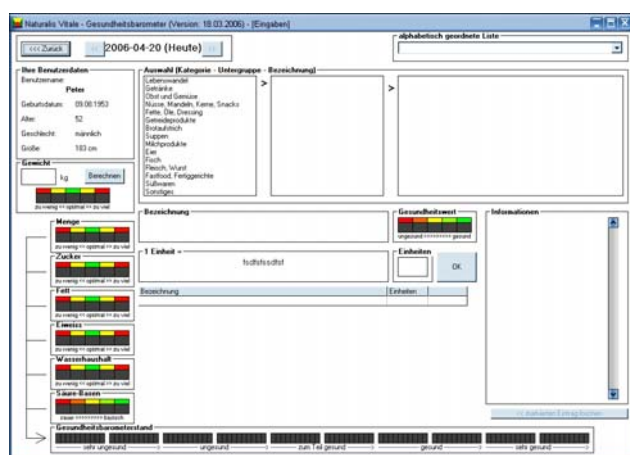 Naturalis Vitale - Gesundheitsbarometer (Version: 18.03.2006) - [Eingaben]
<<< Zurück
<<
2006-04-20 (Heute)
alphabetisch geordnete Liste
Ihre Benutzerdaten
Benutzername:
Peter
Geburtsdatum: 09.08.1953
Alter: 52
Geschlecht: männlich
Größe: 183 cm
Auswahl (Kategorie - Untergruppe - Bezeichnung)
Lebenswandel
Getränke
Obst und Gemüse
Nüsse, Mandeln, Kerne, Snacks
Fette, Öle, Dressing
Getreideprodukte
Brotaufstrich
Suppen
Milchprodukte
Eier
Fisch
Fleisch, Wurst
Fastfood, Fertiggerichte
Süßwaren
Sonstiges
>
>
Gewicht
kg
Berechnen
zu wenig << optimal >> zu viel
Bezeichnung
Gesundheitswert
ungesund >>>>>>>>> gesund
Informationen
Menge
zu wenig << optimal >> zu viel
1 Einheit =
Einheiten
OK
Zucker
zu wenig << optimal >> zu viel
Bezeichnung Einheiten
Fett
zu wenig << optimal >> zu viel
Eiweiss
zu wenig << optimal >> zu viel
Wasserhaushalt
zu wenig << optimal >> zu viel
Säure-Basen
sauer >>>>>>>>> basisch
<< markierten Eintrag löschen
Gesundheitsbarometerstand
sehr ungesund ungesund zum Teil gesund gesund sehr gesund